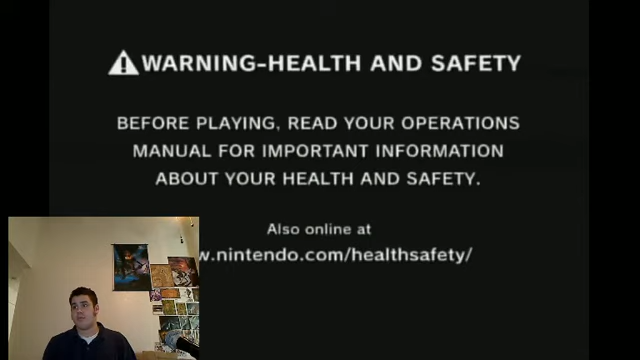 WARNING-HEALTH AND SAFETY
BEFORE PLAYING, READ YOUR OPERATIONS
MANUAL FOR IMPORTANT INFORMATION
ABOUT YOUR HEALTH AND SAFETY.
Also online at
w.nintendo.com/healthsafety/